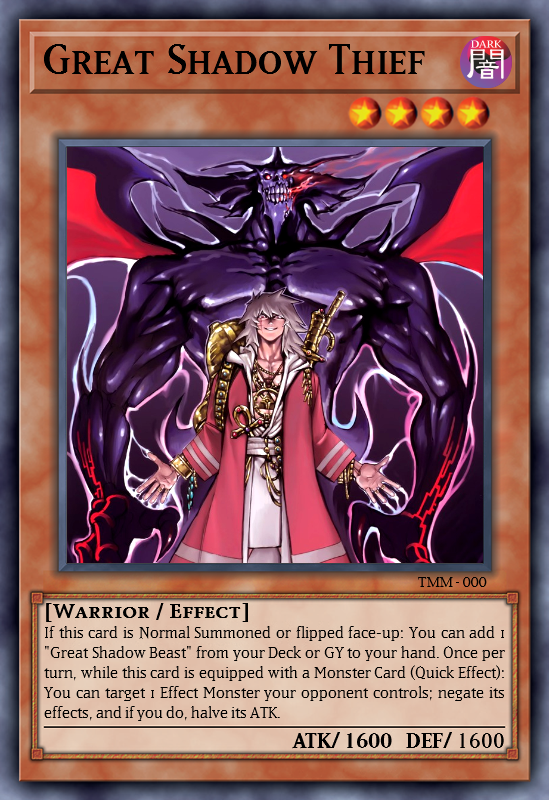 Great Shadow Thief
DARK
闇
TMM - 000
[Warrior / Effect]
If this card is Normal Summoned or flipped face-up: You can add 1
"Great Shadow Beast" from your Deck or GY to your hand. Once per
turn, while this card is equipped with a Monster Card (Quick Effect):
You can target 1 Effect Monster your opponent controls; negate its
effects, and if you do, halve its ATK.
ATK/ 1600 DEF/ 1600